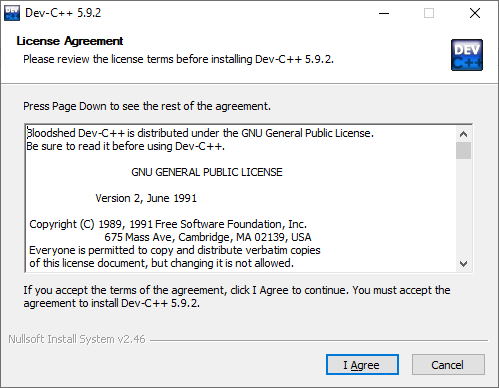 Dev-C++ 5.9.2
License Agreement
Please review the license terms before installing Dev-C++ 5.9.2.
DEV
C++
Press Page Down to see the rest of the agreement.
Bloodshed Dev-C++ is distributed under the GNU General Public License.
Be sure to read it before using Dev-C++.
GNU GENERAL PUBLIC LICENSE
Version 2, June 1991
Copyright (C) 1989, 1991 Free Software Foundation, Inc.
675 Mass Ave, Cambridge, MA 02139, USA
Everyone is permitted to copy and distribute verbatim copies
of this license document, but changing it is not allowed.
If you accept the terms of the agreement, click I Agree to continue. You must accept the
agreement to install Dev-C++ 5.9.2.
Nullsoft Install System v2.46
I Agree
Cancel